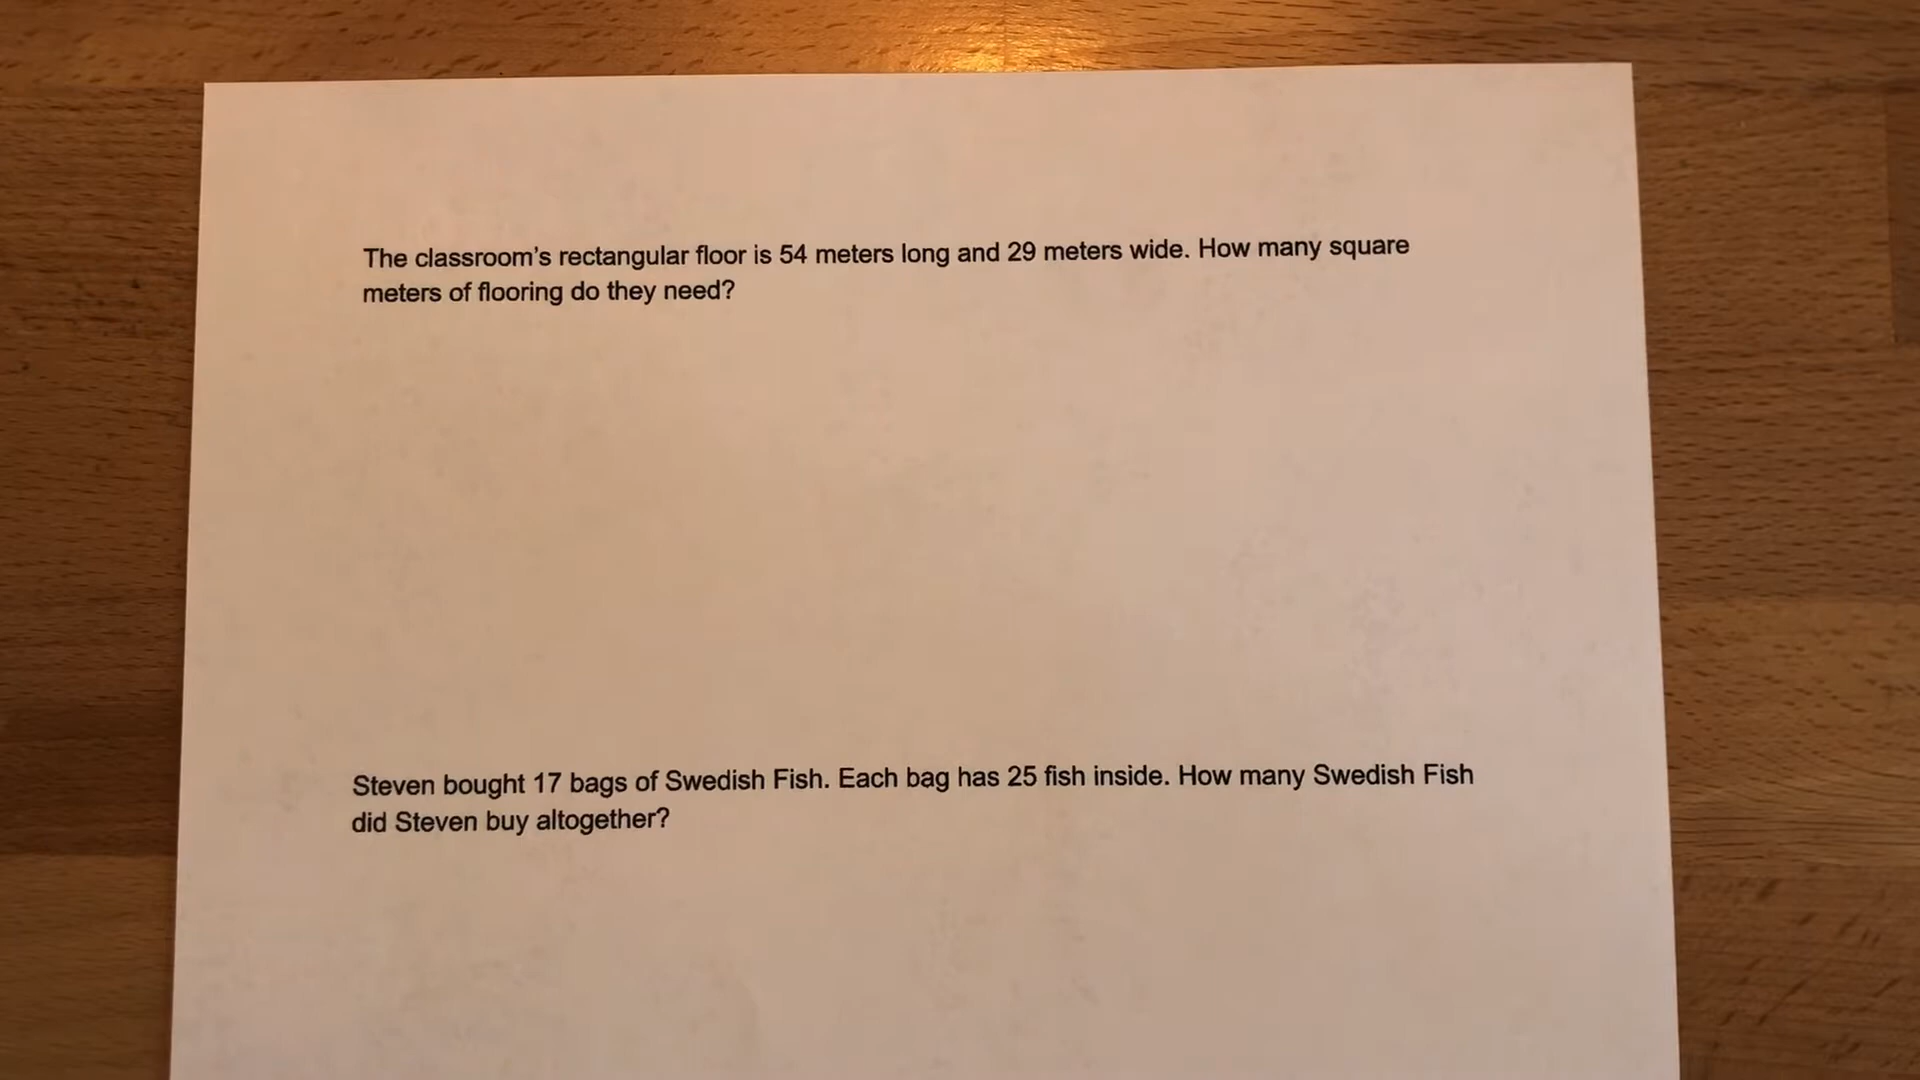 The classroom’s rectangular floor is 54 meters long and 29 meters wide. How many square
meters of flooring do they need?
Steven bought 17 bags of Swedish Fish. Each bag has 25 fish inside. How many Swedish Fish
did Steven buy altogether?